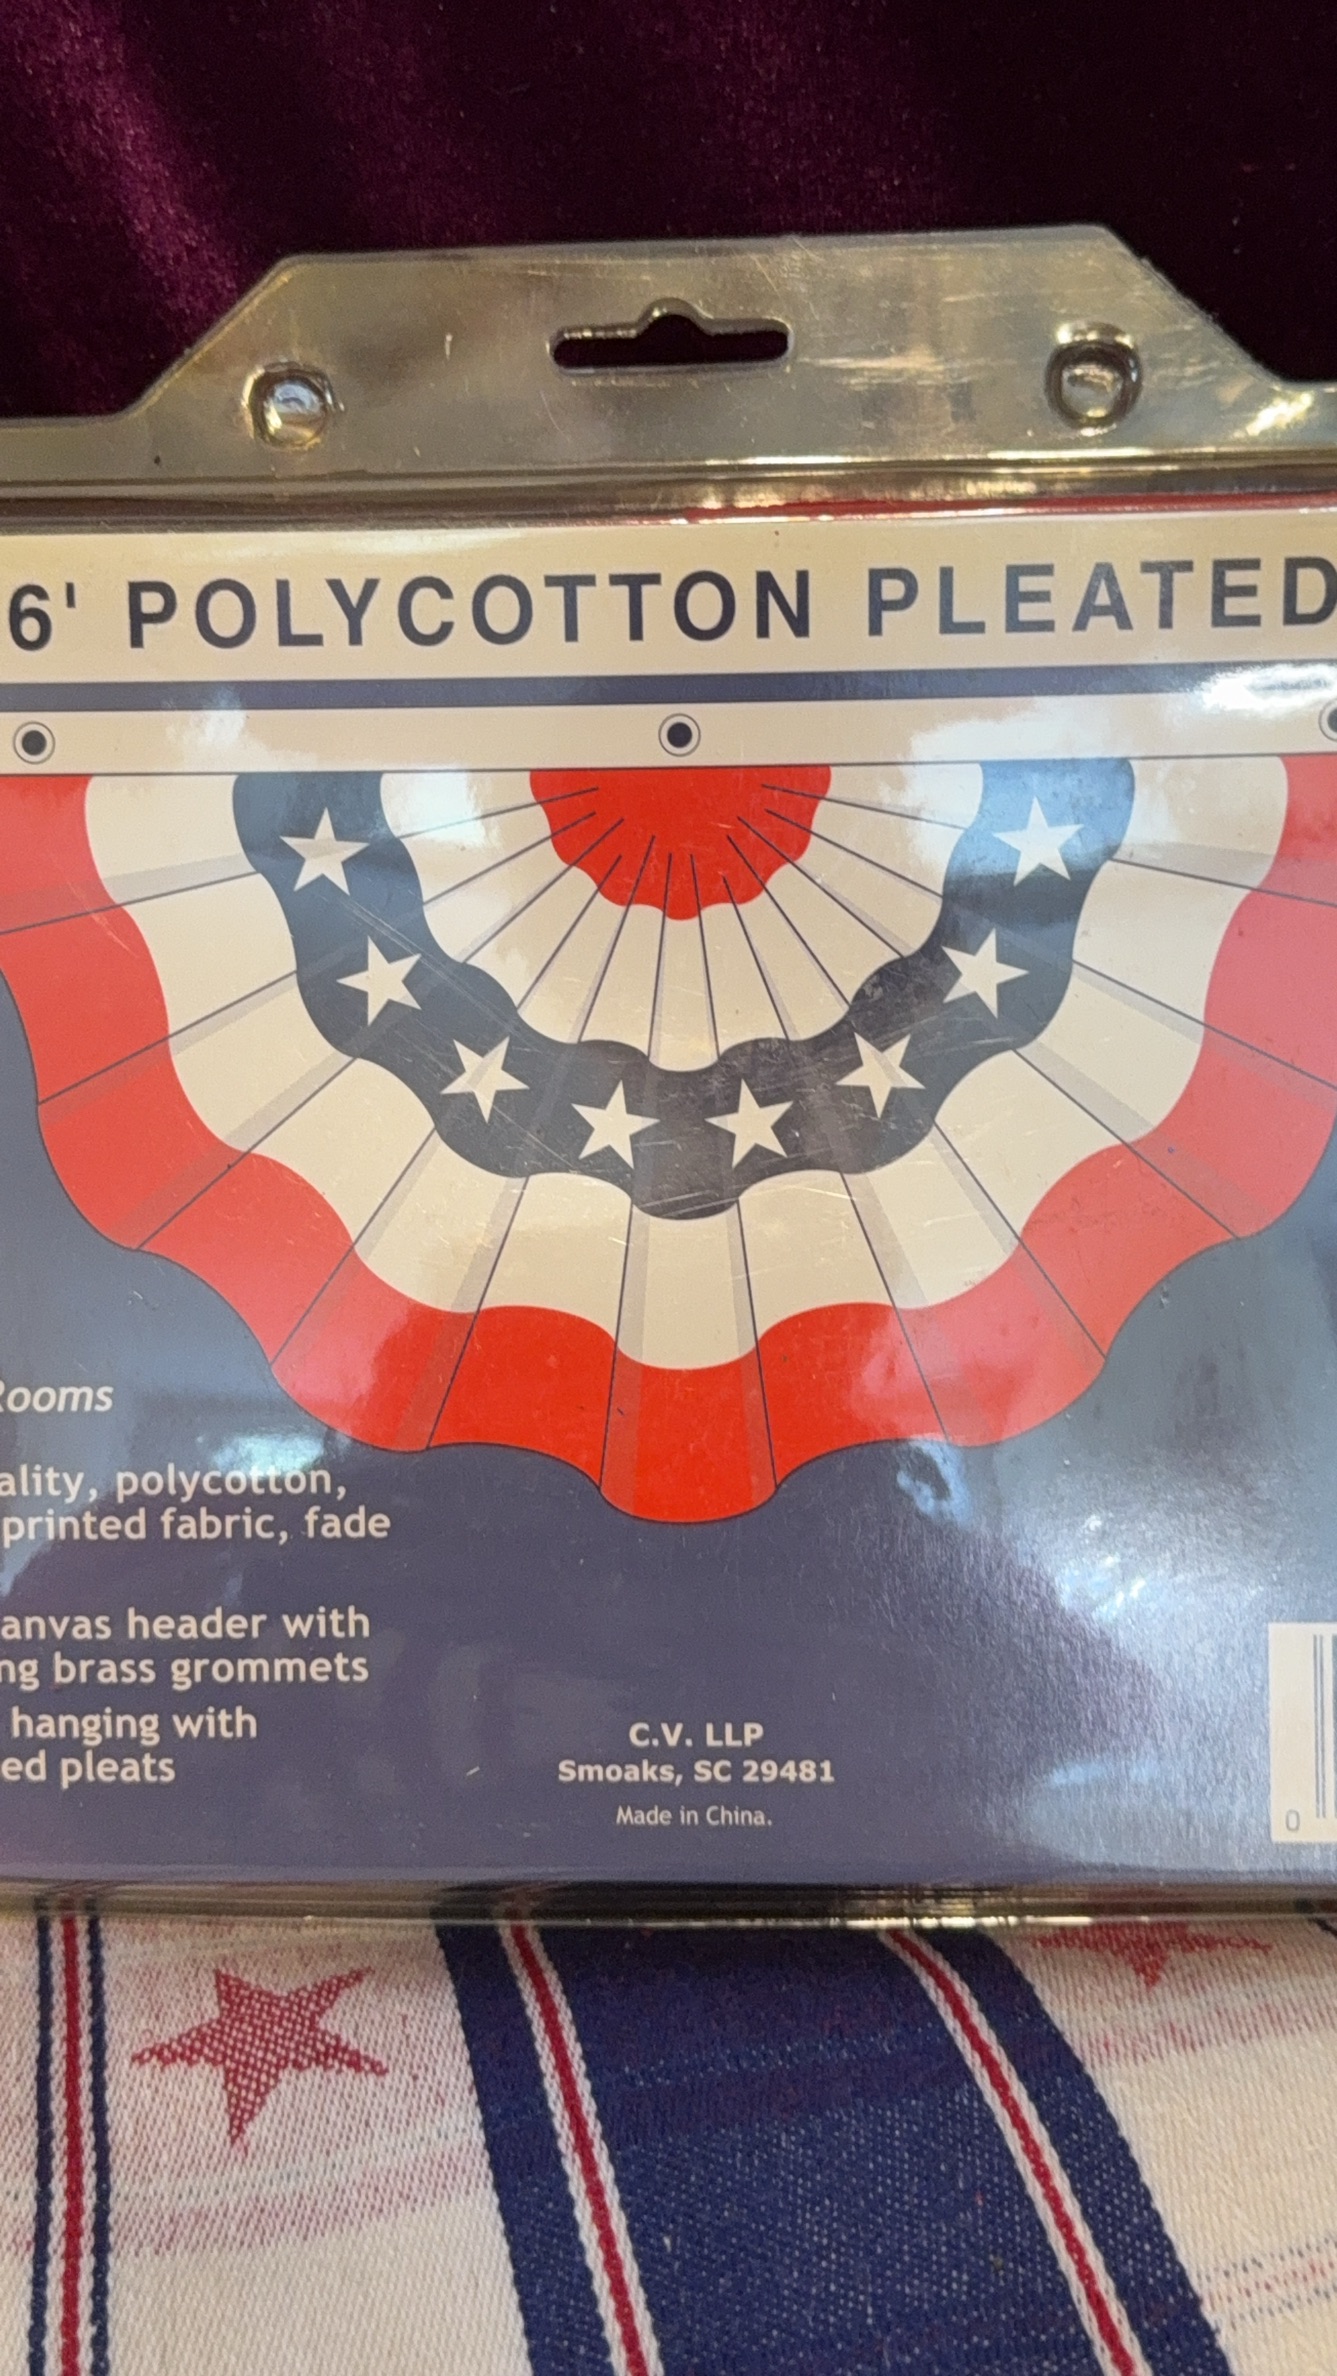 6' POLYCOTTON PLEATED
Rooms
ality, polycotton,
printed fabric, fade
anvas header with
ng brass grommets
hanging with
ed pleats
C.V. LLP
Smoaks, SC 29481
Made in China.
0